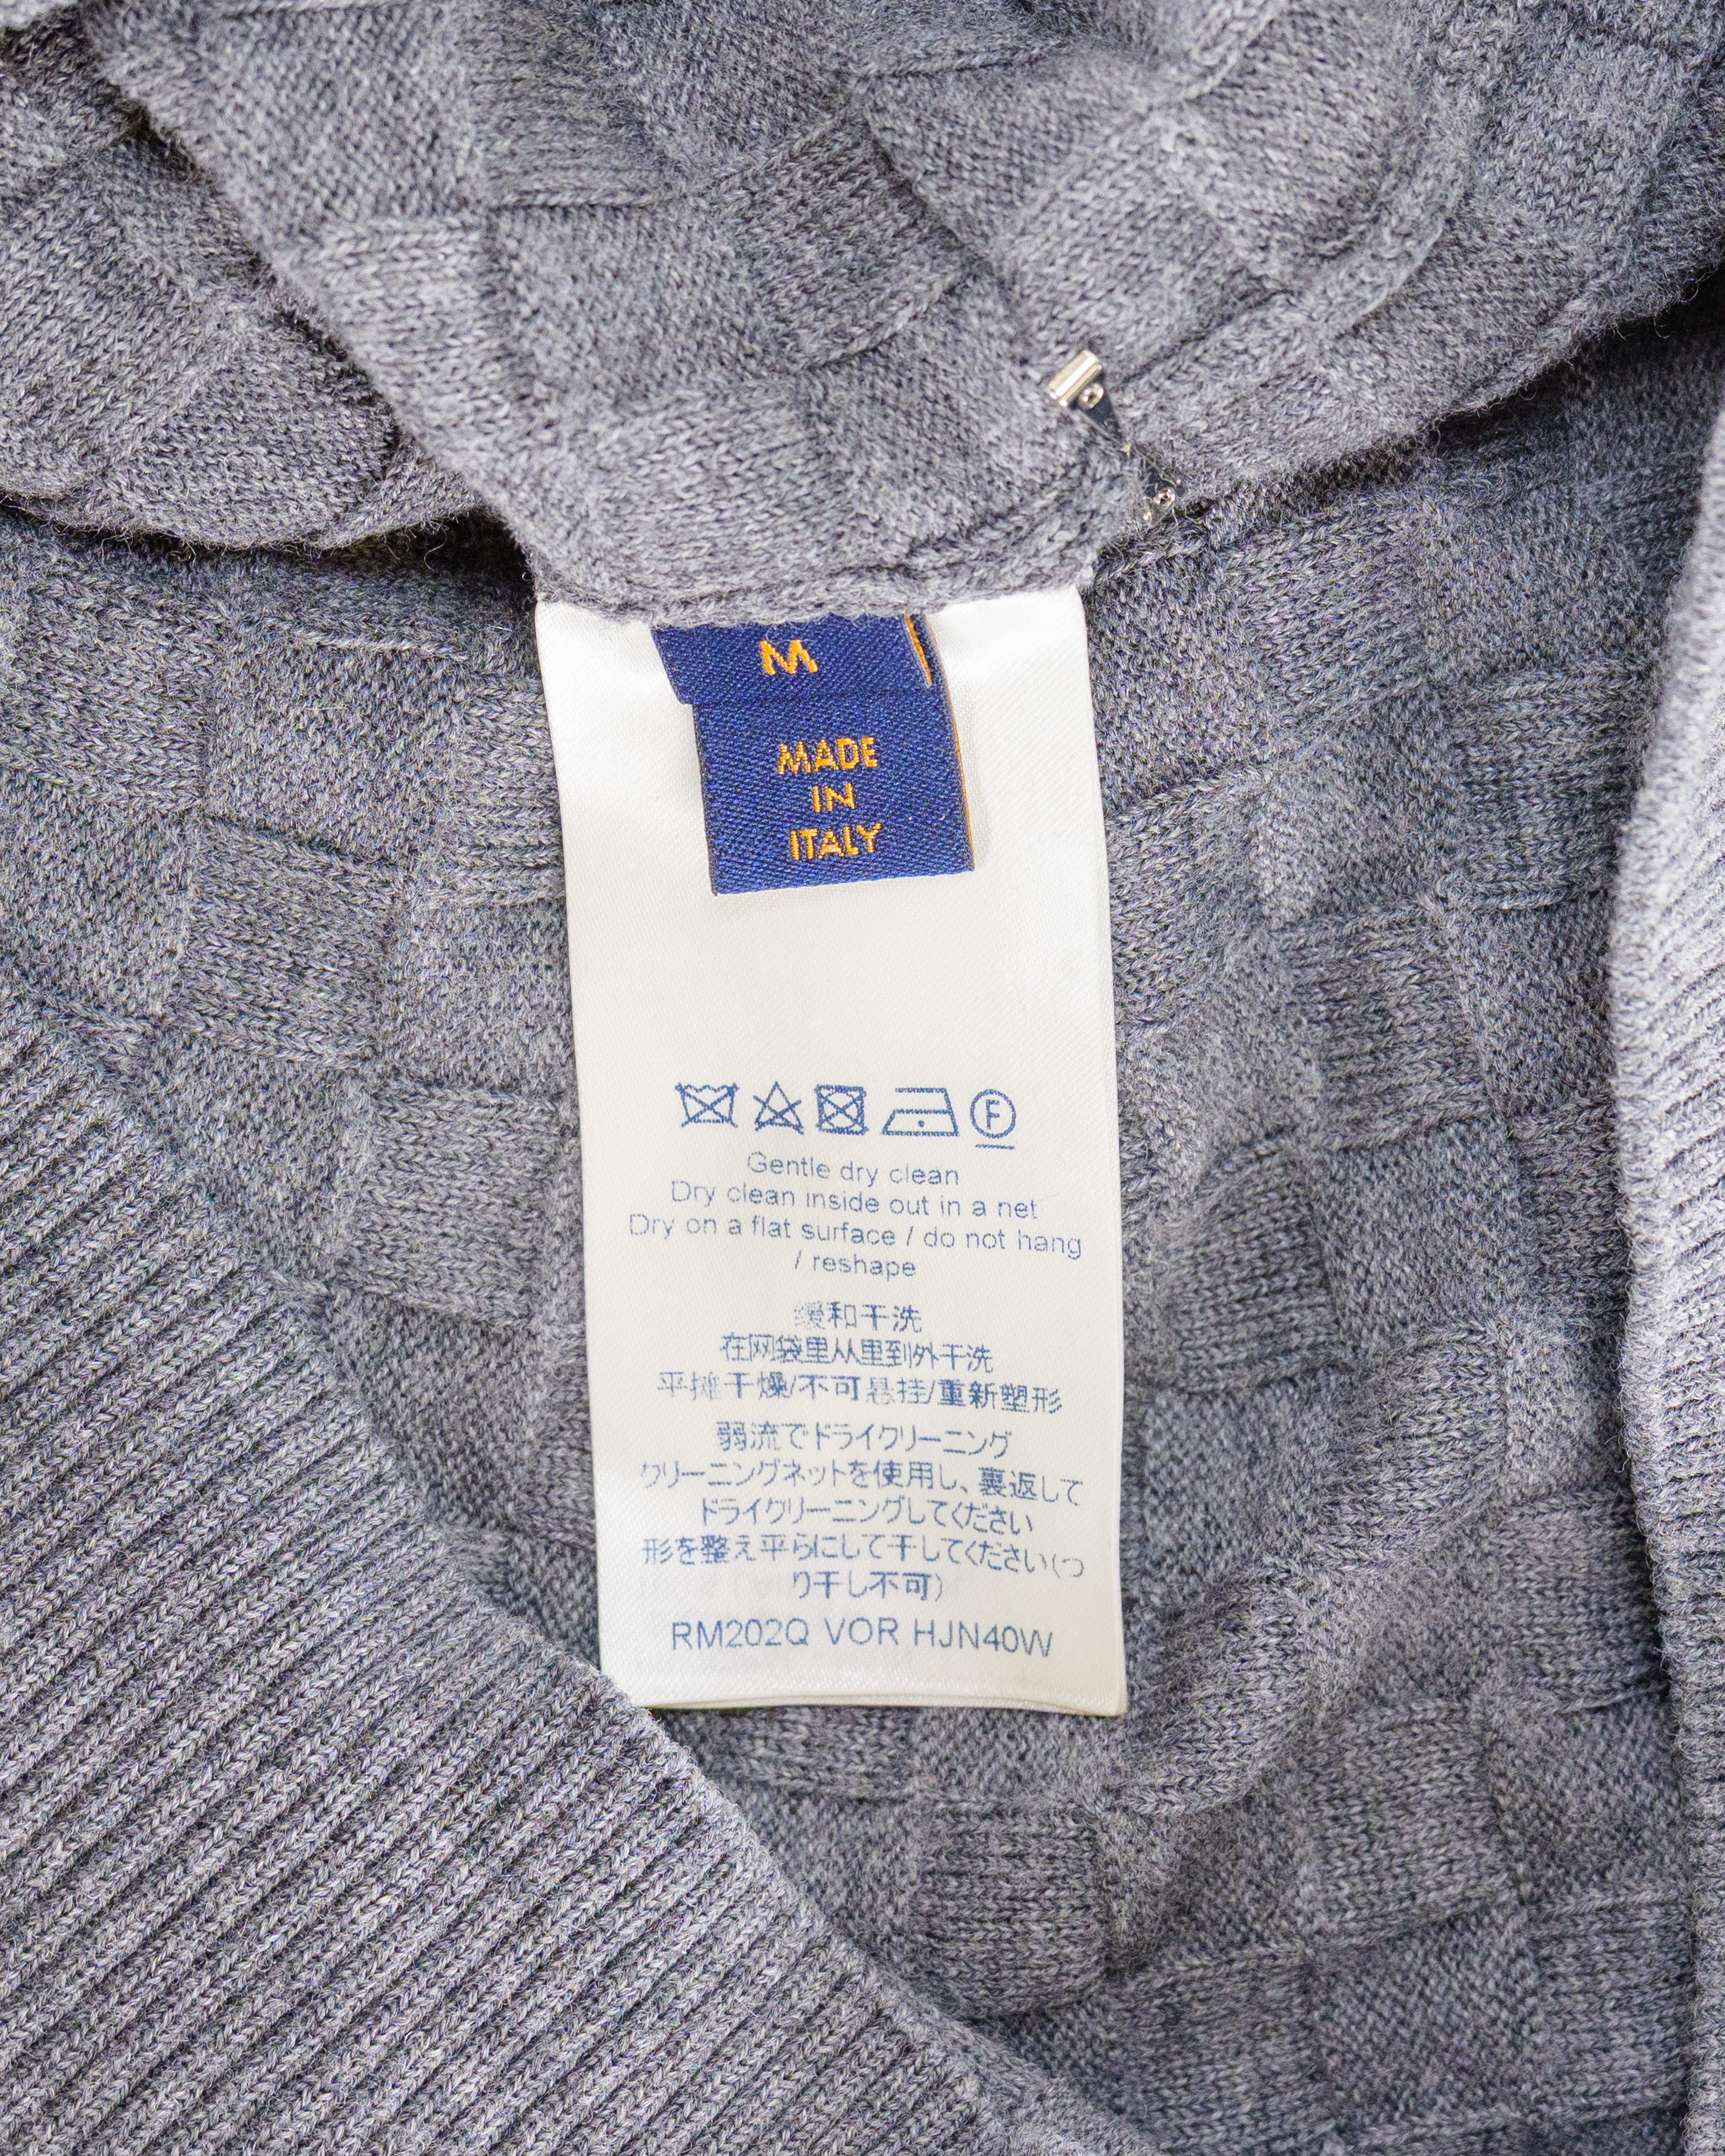 M
MADE
IN
ITALY
F
Gentle dry clean
Dry clean inside out in a net
Dry on a flat surface / do not hang
/ reshape
缓和干洗
在网袋里从里到外干洗
平摊干燥/不可悬挂/重新塑形
弱流でドライクリーニング
クリーニングネットを使用し、裏返して
ドライクリーニングしてください
形を整え平らにして干してください(つ
り干し不可)
RM202Q VOR HJN40W